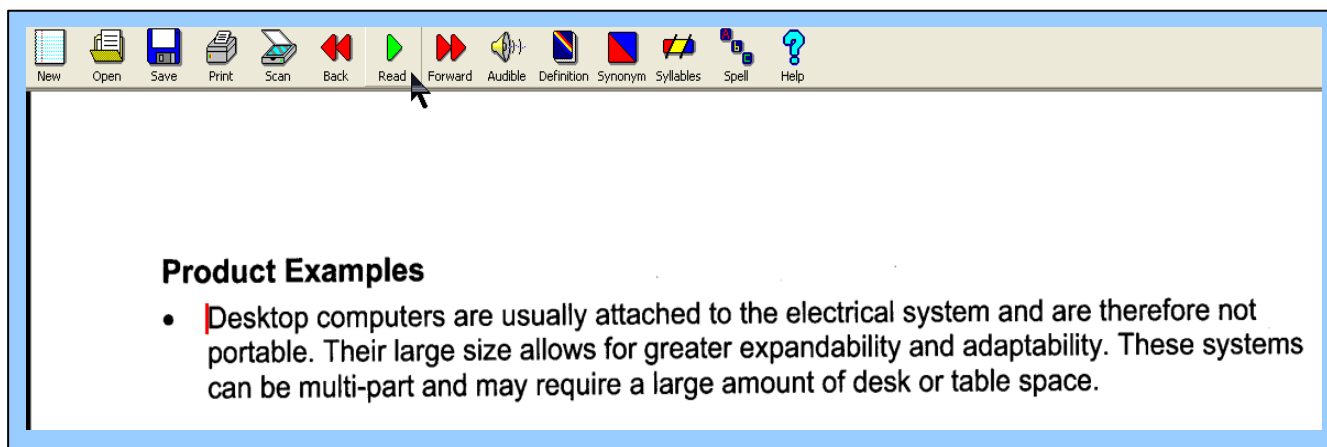 New Open Save Print Scan Back Read Forward Audible Definition Synonym Syllables Spell Help
Product Examples
• Desktop computers are usually attached to the electrical system and are therefore not
portable. Their large size allows for greater expandability and adaptability. These systems
can be multi-part and may require a large amount of desk or table space.